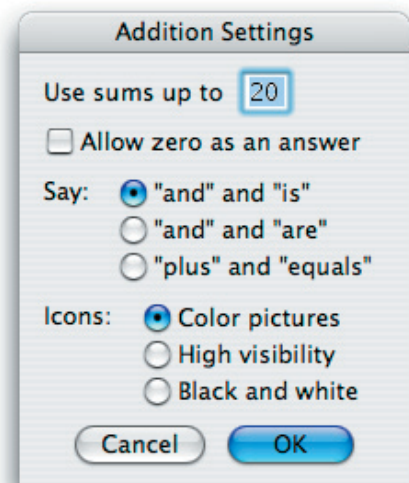 Addition Settings
Use sums up to 20
Allow zero as an answer
Say: "and" and "is"
"and" and "are"
"plus" and "equals"
Icons: Color pictures
High visibility
Black and white
Cancel OK